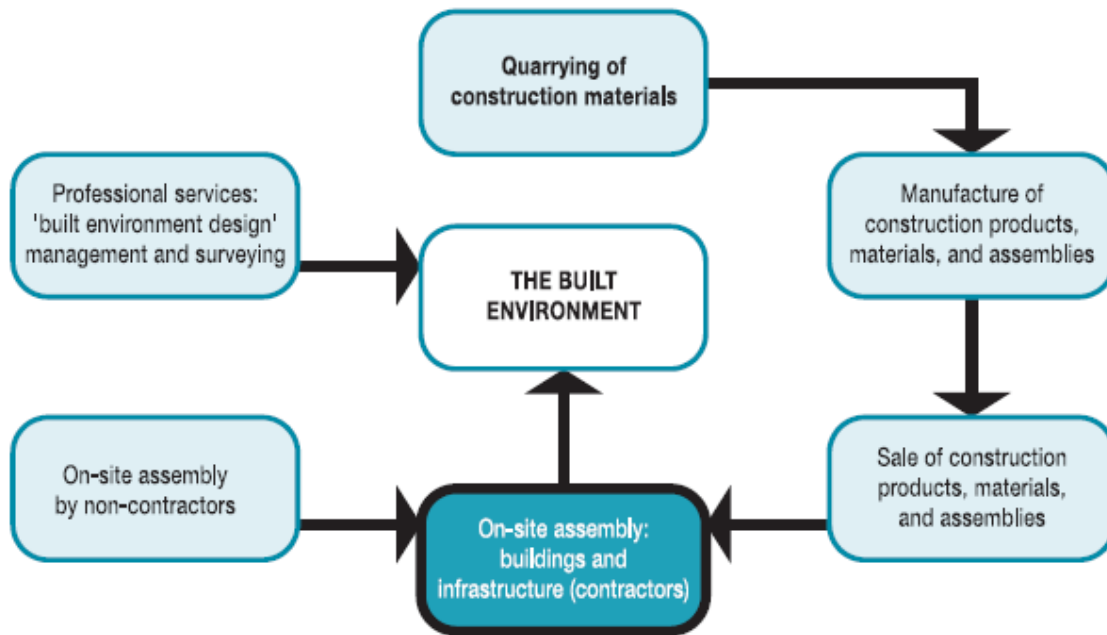 Quarrying of
construction materials
Professional services:
'built environment design'
management and surveying
Manufacture of
construction products,
materials, and assemblies
THE BUILT
ENVIRONMENT
On-site assembly
by non-contractors
On-site assembly:
buildings and
infrastructure (contractors)
Sale of construction
products, materials,
and assemblies